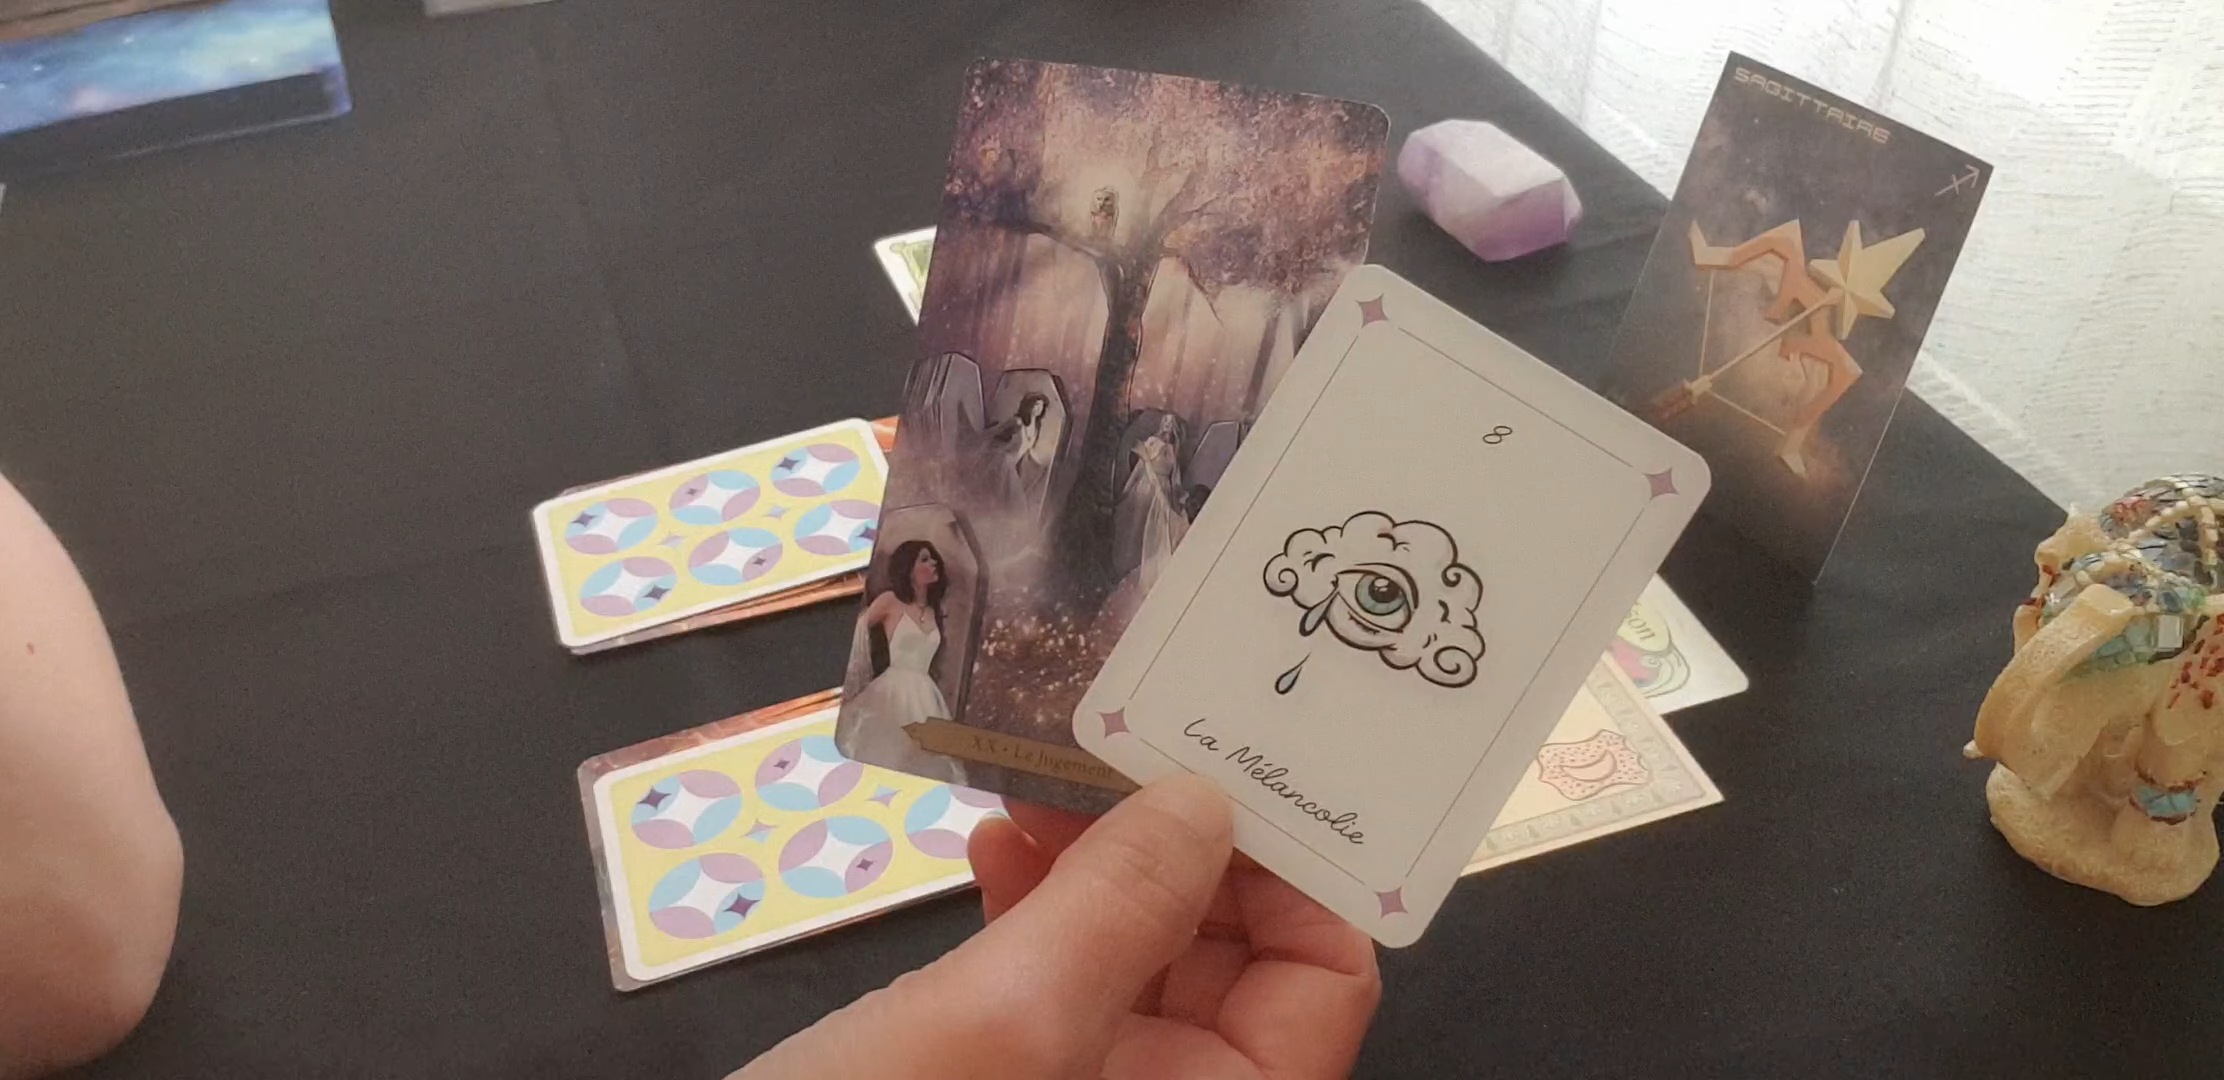 SAGITTAIRE
8
La Mélancolie
XX • Le Jugement